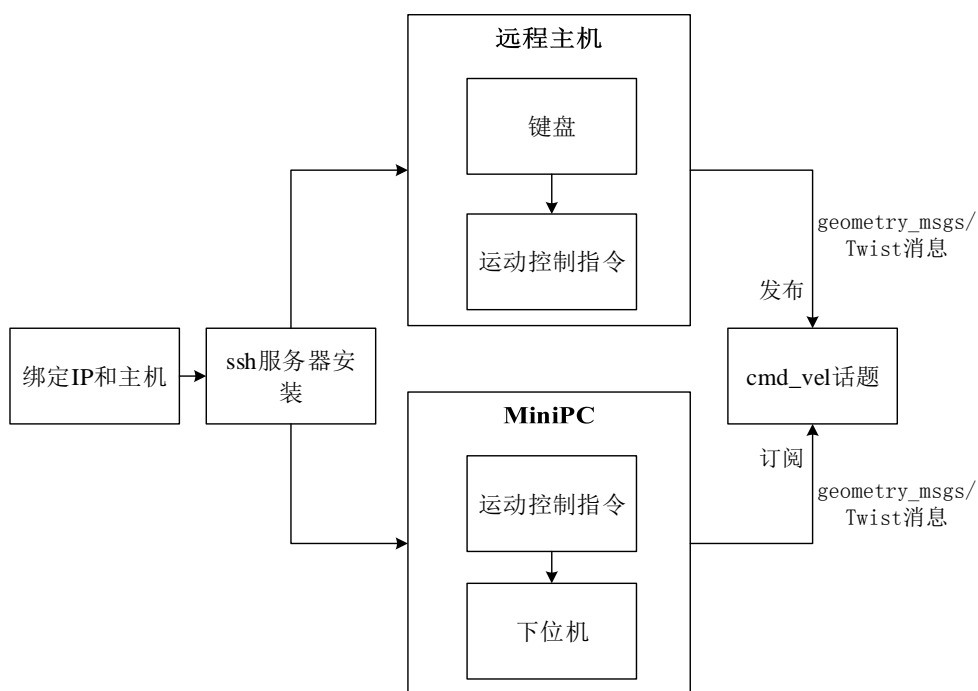 远程主机
键盘
运动控制指令
geometry_msgs/
Twist消息
发布
绑定IP和主机
ssh服务器安
装
cmd_vel话题
MiniPC
订阅
运动控制指令
geometry_msgs/
Twist消息
下位机